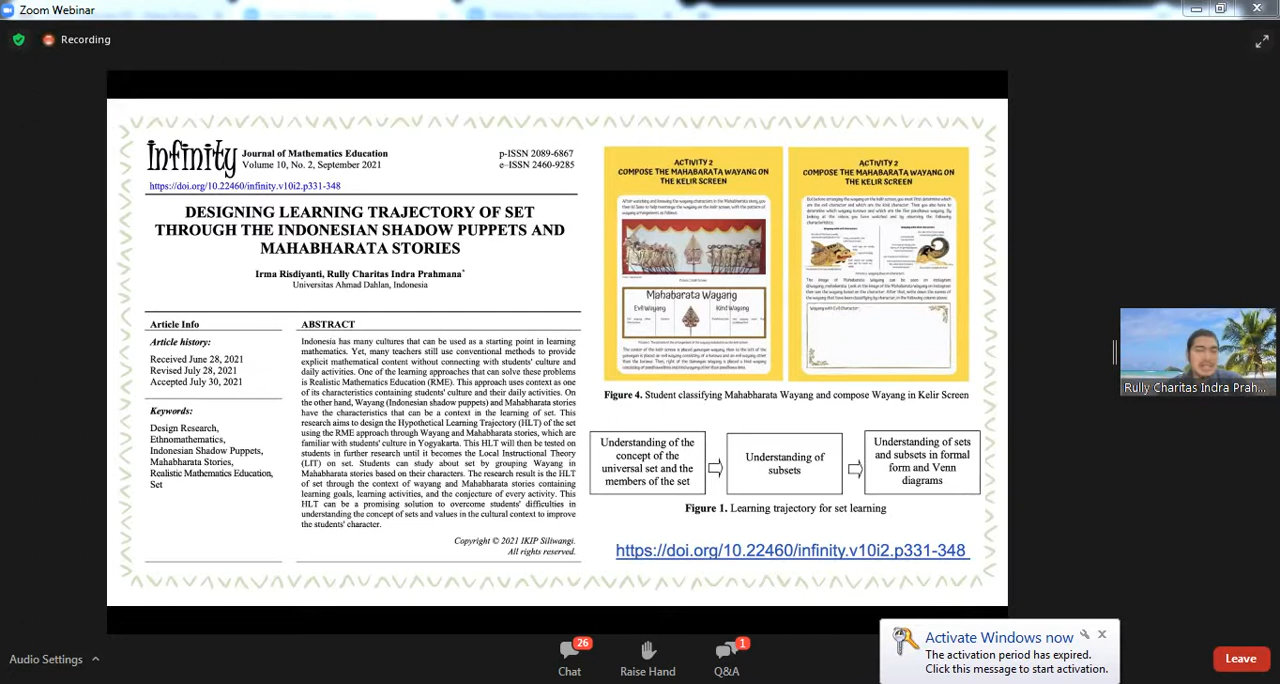 Zoom Webinar
Recording
Infinity
Journal of Mathematics Education
Volume 10, No. 2, September 2021
p-ISSN 2089-6867
e–ISSN 2460-9285
https://doi.org/10.22460/infinity.v10i2.p331-348
DESIGNING LEARNING TRAJECTORY OF SET
THROUGH THE INDONESIAN SHADOW PUPPETS AND
MAHABHARATA STORIES
Irma Risdiyanti, Rully Charitas Indra Prahmana*
Universitas Ahmad Dahlan, Indonesia
Article Info
Article history:
Received June 28, 2021
Revised July 28, 2021
Accepted July 30, 2021
Keywords:
Design Research,
Ethnomathematics,
Indonesian Shadow Puppets,
Mahabharata Stories,
Realistic Mathematics Education,
Set
ABSTRACT
Indonesia has many cultures that can be used as a starting point in learning
mathematics. Yet, many teachers still use conventional methods to provide
explicit mathematical content without connecting with students' culture and
daily activities. One of the learning approaches that can solve these problems
is Realistic Mathematics Education (RME). This approach uses context as one
of its characteristics containing students' culture and their daily activities. On
the other hand, Wayang (Indonesian shadow puppets) and Mahabharata stories
have the characteristics that can be a context in the learning of set. This
research aims to design the Hypothetical Learning Trajectory (HLT) of the set
using the RME approach through Wayang and Mahabharata stories, which are
familiar with students' culture in Yogyakarta. This HLT will then be tested on
students in further research until it becomes the Local Instructional Theory
(LIT) on set. Students can study about set by grouping Wayang in
Mahabharata stories based on their characters. The research result is the HLT
of set through the context of wayang and Mahabharata stories containing
learning goals, learning activities, and the conjecture of every activity. This
HLT can be a promising solution to overcome students' difficulties in
understanding the concept of sets and values in the cultural context to improve
the students' character.
Copyright © 2021 IKIP Siliwangi.
All rights reserved.
ACTIVITY 2
COMPOSE THE MAHABARATA WAYANG ON
THE KELIR SCREEN
Mahabarata Wayang
Evil Wayang
Kind Wayang
ACTIVITY 2
COMPOSE THE MAHABARATA WAYANG ON
THE KELIR SCREEN
Wayang with Evil Character
Figure 4. Student classifying Mahabharata Wayang and compose Wayang in Kelir Screen
Understanding of the
concept of the
universal set and the
members of the set
Understanding of
subsets
Understanding of sets
and subsets in formal
form and Venn
diagrams
Figure 1. Learning trajectory for set learning
https://doi.org/10.22460/infinity.v10i2.p331-348
Rully Charitas Indra Prah...
Activate Windows now
The activation period has expired.
Click this message to start activation.
Audio Settings
26
Chat
Raise Hand
1
Q&A
Leave